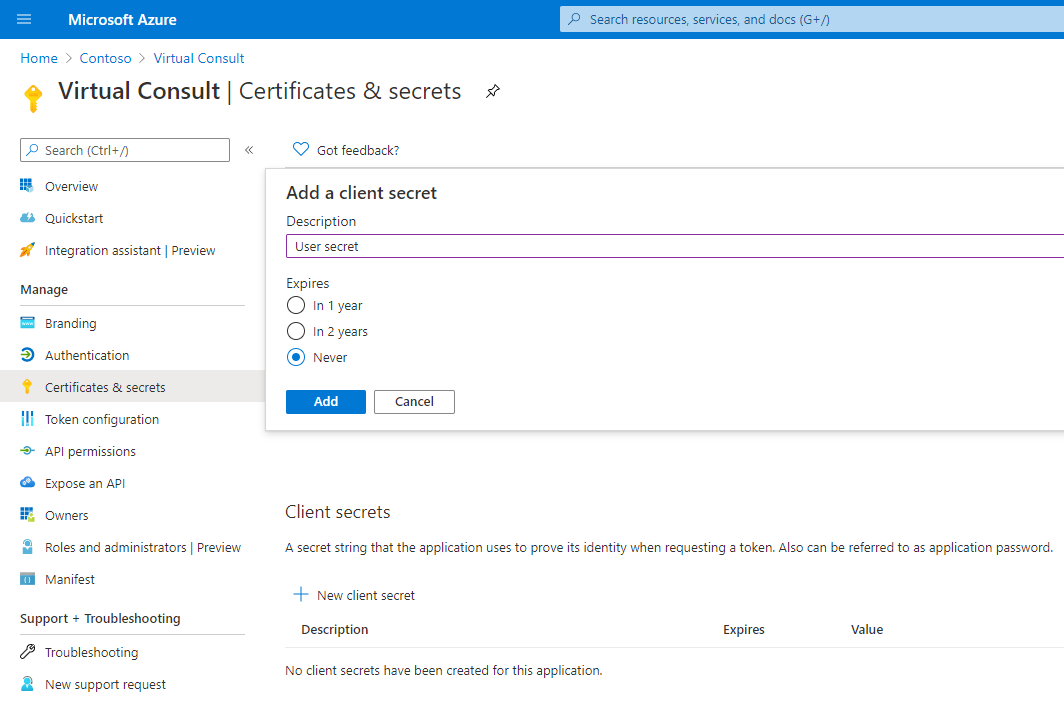 Microsoft Azure
Search resources, services, and docs (G+/)
Home > Contoso > Virtual Consult
Virtual Consult | Certificates & secrets
Search (Ctrl+/)
«
Got feedback?
Overview
Quickstart
Integration assistant | Preview
Manage
Branding
Authentication
Certificates & secrets
Token configuration
API permissions
Expose an API
Owners
Roles and administrators | Preview
Manifest
Support + Troubleshooting
Troubleshooting
New support request
Add a client secret
Description
User secret
Expires
In 1 year
In 2 years
Never
Add Cancel
Client secrets
A secret string that the application uses to prove its identity when requesting a token. Also can be referred to as application password.
New client secret
Description Expires Value
No client secrets have been created for this application.